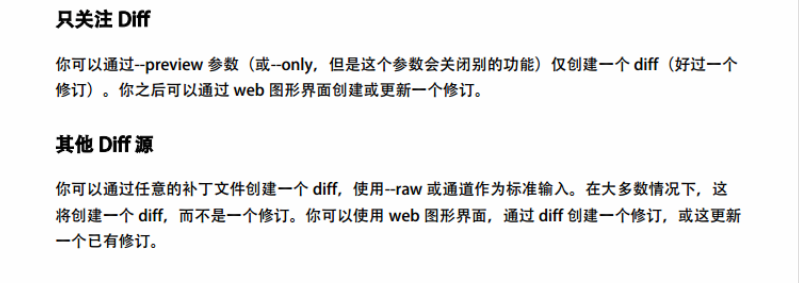 只关注 Diff
你可以通过--preview 参数（或--only，但是这个参数会关闭别的功能）仅创建一个 diff（好过一个
修订）。你之后可以通过 web 图形界面创建或更新一个修订。
其他 Diff 源
你可以通过任意的补丁文件创建一个 diff，使用--raw 或通道作为标准输入。在大多数情况下，这
将创建一个 diff，而不是一个修订。你可以使用 web 图形界面，通过 diff 创建一个修订，或这更新
一个已有修订。